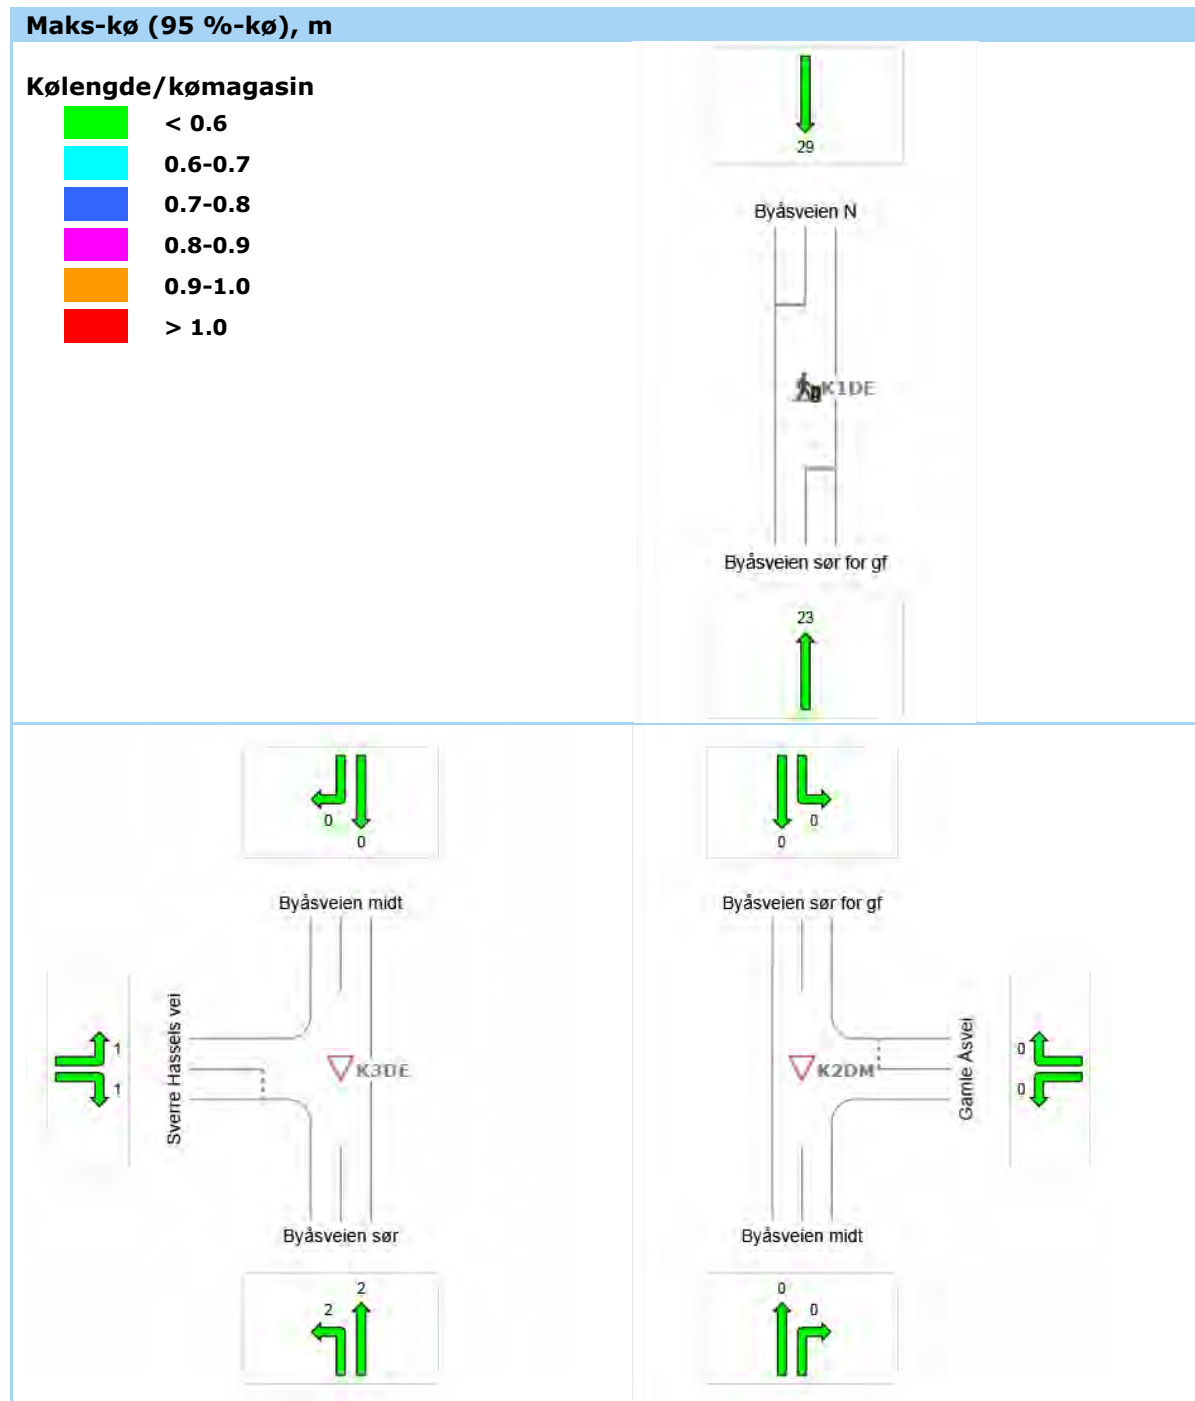 Maks-kø (95 %-kø), m
Kølengde/kømagasin
< 0.6
0.6-0.7
0.7-0.8
0.8-0.9
0.9-1.0
> 1.0
29
Byåsveien N
K1DE
Byåsveien sør for gf
23
0
0
Byåsveien midt
Sverre Hassels vei
1
1
K3DE
Byåsveien sør
2
2
0
0
Byåsveien sør for gf
K2DM
Gamle Åsvei
0
0
Byåsveien midt
0
0